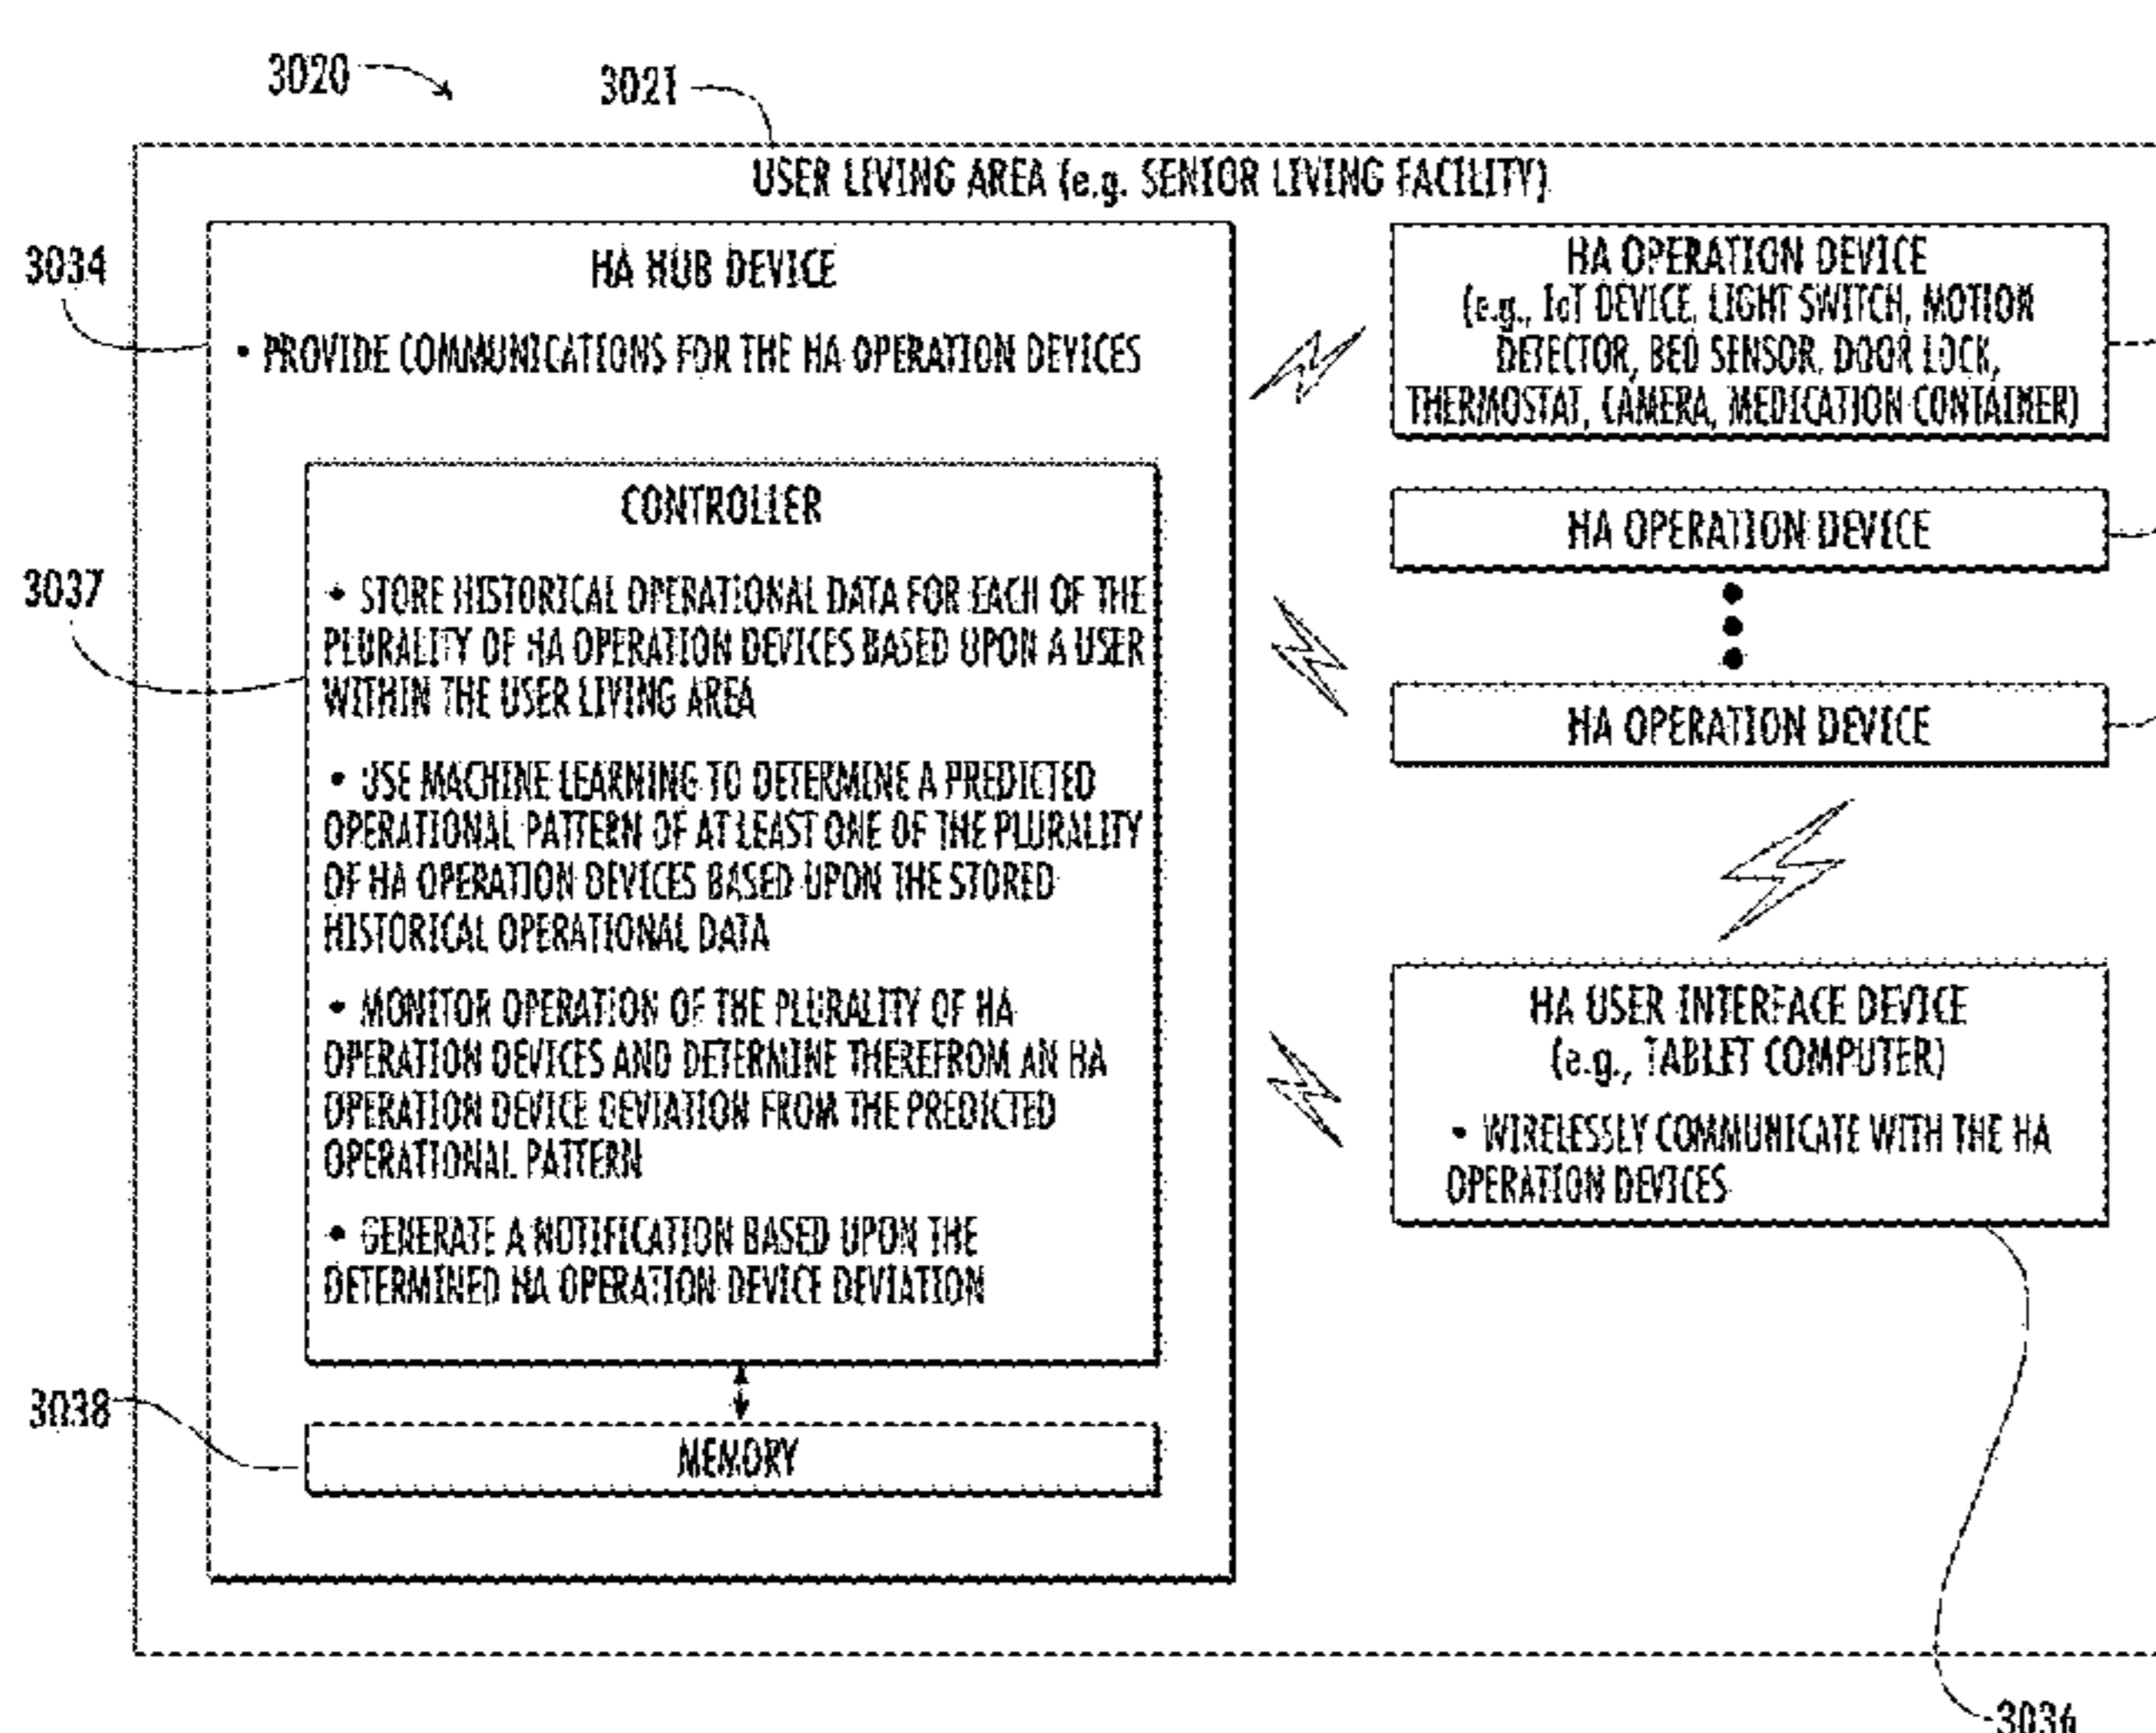 3020
3021
USER LIVING AREA (e.g. SENIOR LIVING FACILITY)
3034
HA HUB DEVICE
• PROVIDE COMMUNICATIONS FOR THE HA OPERATION DEVICES
CONTROLLER
3037
• STORE HISTORICAL OPERATIONAL DATA FOR EACH OF THE
PLURALITY OF HA OPERATION DEVICES BASED UPON A USER
WITHIN THE USER LIVING AREA
• USE MACHINE LEARNING TO DETERMINE A PREDICTED
OPERATIONAL PATTERN OF AT LEAST ONE OF THE PLURALITY
OF HA OPERATION DEVICES BASED UPON THE STORED
HISTORICAL OPERATIONAL DATA
• MONITOR OPERATION OF THE PLURALITY OF HA
OPERATION DEVICES AND DETERMINE THEREFROM AN HA
OPERATION DEVICE DEVIATION FROM THE PREDICTED
OPERATIONAL PATTERN
• GENERATE A NOTIFICATION BASED UPON THE
DETERMINED HA OPERATION DEVICE DEVIATION
3038
MEMORY
HA OPERATION DEVICE
(e.g., IoT DEVICE, LIGHT SWITCH, MOTION
DETECTOR, BED SENSOR, DOOR LOCK,
THERMOSTAT, CAMERA, MEDICATION CONTAINER)
HA OPERATION DEVICE
HA OPERATION DEVICE
HA USER INTERFACE DEVICE
(e.g., TABLET COMPUTER)
• WIRELESSLY COMMUNICATE WITH THE HA
OPERATION DEVICES
3036